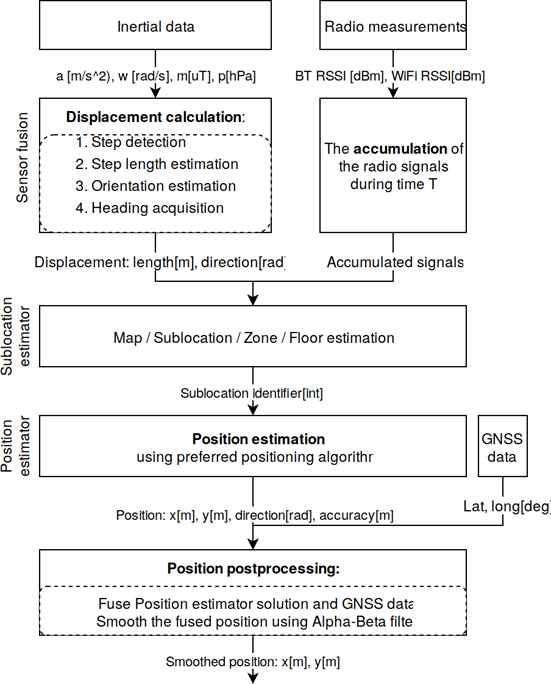 Inertial data
Radio measurements
a [m/s^2), w [rad/s], m[uT], p[hPa]
BT RSSI [dBm], WiFi RSSI[dBm]
Sensor fusion
Displacement calculation:
1. Step detection
2. Step length estimation
3. Orientation estimation
4. Heading acquisition
The accumulation of
the radio signals
during time T
Displacement: length[m], direction[rad]
Accumulated signals
Sublocation
estimator
Map / Sublocation / Zone / Floor estimation
Sublocation identifier[int]
Position
estimator
Position estimation
using preferred positioning algorithr
GNSS
data
Lat, long[deg]
Position: x[m], y[m], direction[rad], accuracy[m]
Position postprocessing:
Fuse Position estimator solution and GNSS data
Smooth the fused position using Alpha-Beta filte
Smoothed position: x[m], y[m]